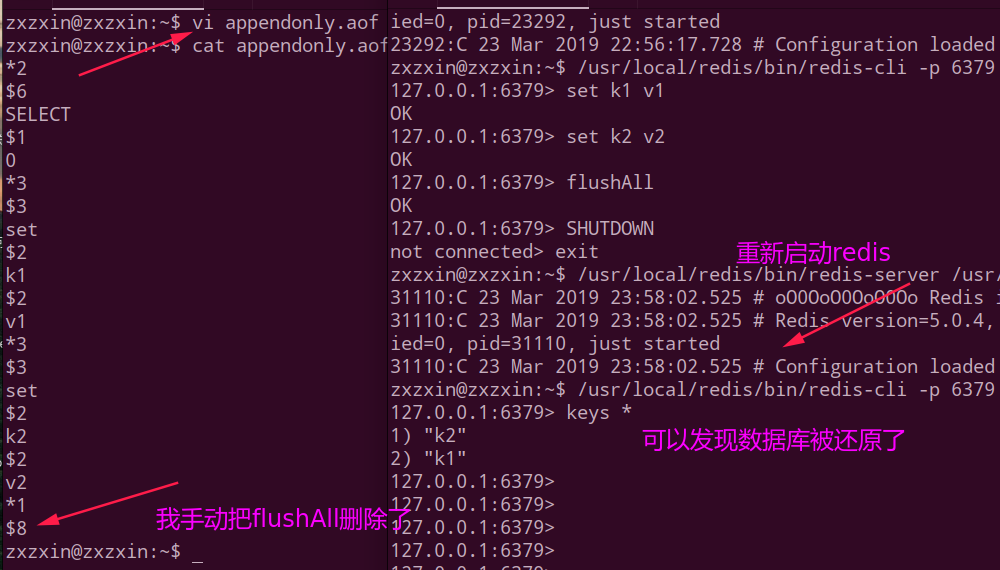 zxzxin@zxzxin:~$ vi appendonly.aof
zxzxin@zxzxin:~$ cat appendonly.aof
*2
$6
SELECT
$1
0
*3
$3
set
$2
k1
$2
v1
*3
$3
set
$2
k2
$2
v2
*1
$8
zxzxin@zxzxin:~$ _
我手动把flushAll删除了
ied=0, pid=23292, just started
23292:C 23 Mar 2019 22:56:17.728 # Configuration loaded
zxzxin@zxzxin:~$ /usr/local/redis/bin/redis-cli -p 6379
127.0.0.1:6379> set k1 v1
OK
127.0.0.1:6379> set k2 v2
OK
127.0.0.1:6379> flushAll
OK
127.0.0.1:6379> SHUTDOWN
not connected> exit
重新启动redis
zxzxin@zxzxin:~$ /usr/local/redis/bin/redis-server /usr/
31110:C 23 Mar 2019 23:58:02.525 # oO0OoO0OoO0Oo Redis i
31110:C 23 Mar 2019 23:58:02.525 # Redis version=5.0.4,
ied=0, pid=31110, just started
31110:C 23 Mar 2019 23:58:02.525 # Configuration loaded
zxzxin@zxzxin:~$ /usr/local/redis/bin/redis-cli -p 6379
127.0.0.1:6379> keys *
1) "k2"
2) "k1"
可以发现数据库被还原了
127.0.0.1:6379>
127.0.0.1:6379>
127.0.0.1:6379>
127.0.0.1:6379>
127.0.0.1:6379>